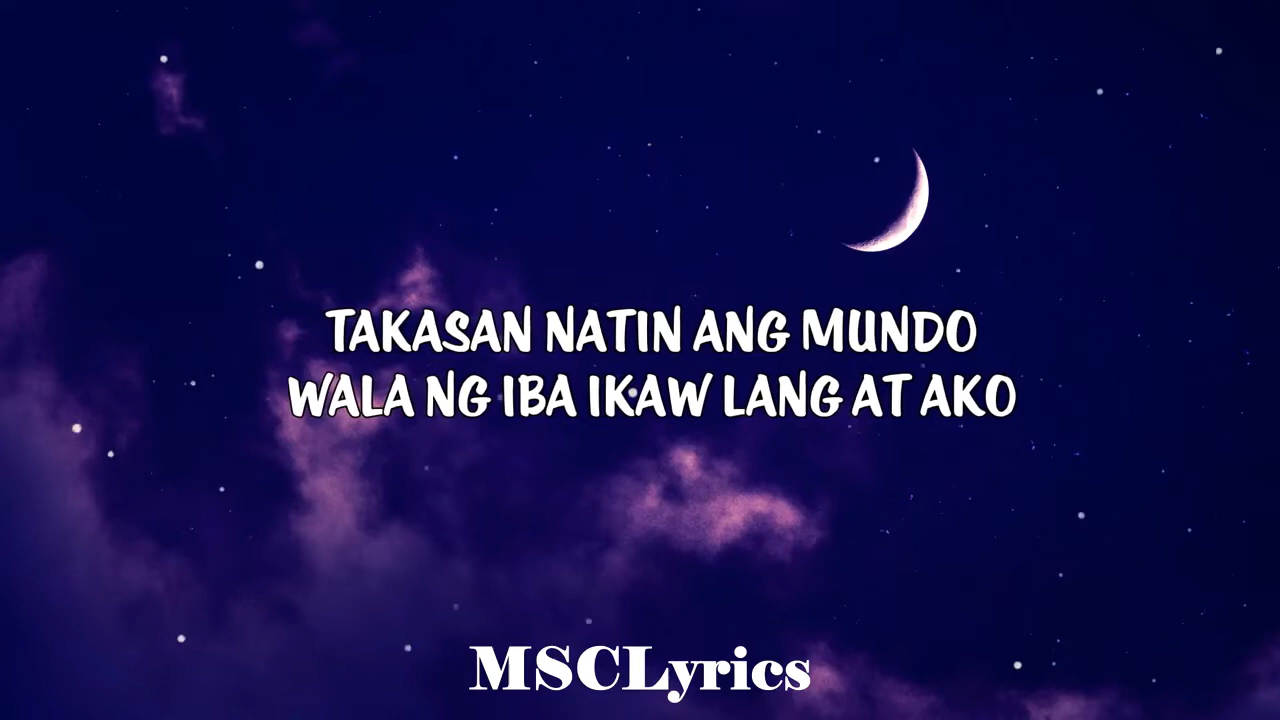 TAKASAN NATIN ANG MUNDO
WALA NG IBA IKAW LANG AT AKO
MSCLyrics